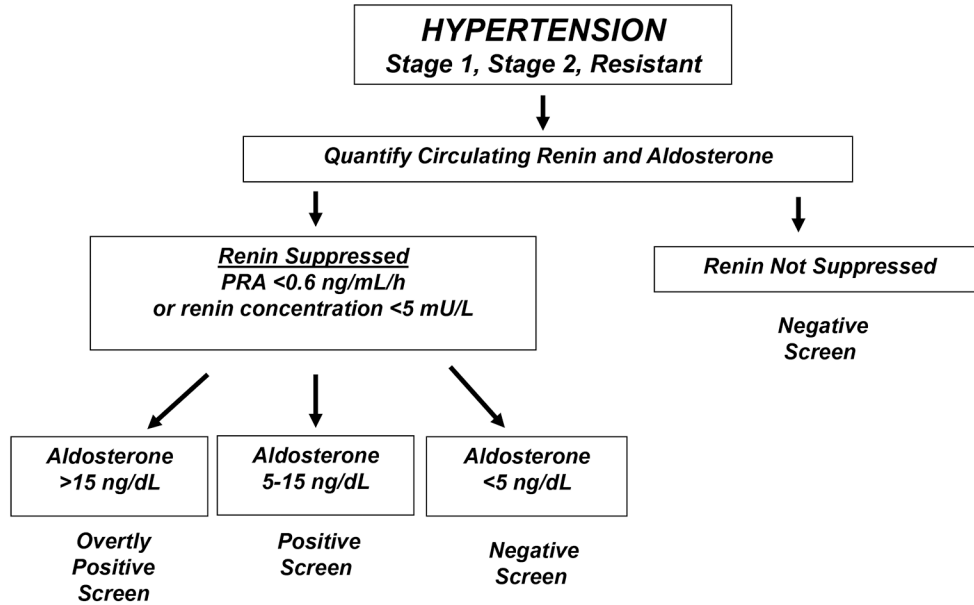 HYPERTENSION
Stage 1, Stage 2, Resistant
Quantify Circulating Renin and Aldosterone
Renin Suppressed
PRA <0.6 ng/mL/h
or renin concentration <5 mU/L
Renin Not Suppressed
Negative
Screen
Aldosterone
>15 ng/dL
Aldosterone
5-15 ng/dL
Aldosterone
<5 ng/dL
Overtly
Positive
Screen
Positive
Screen
Negative
Screen